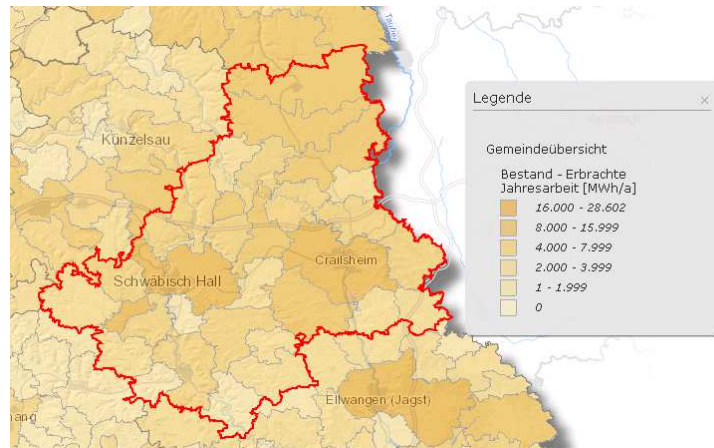 Tauber
Künzelsau
Schwäbisch Hall
Crailsheim
Ellwangen (Jagst)
Legende
×
Gemeindeübersicht
Bestand - Erbrachte
Jahresarbeit [MWh/a]
16.000 - 28.602
8.000 - 15.999
4.000 - 7.999
2.000 - 3.999
1 - 1.999
0